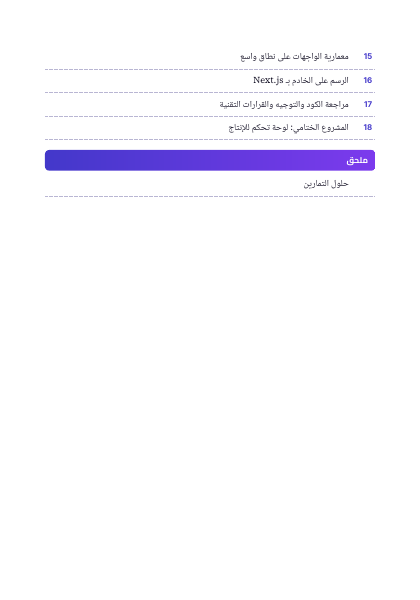 15 معمارية الواجهات على نطاق واسع
16 الرسم على الخادم بـ Next.js
17 مراجعة الكود والتوجيه والقرارات التقنية
18 المشروع الختامي: لوحة تحكم للإنتاج
ملحق
حلول التمارين